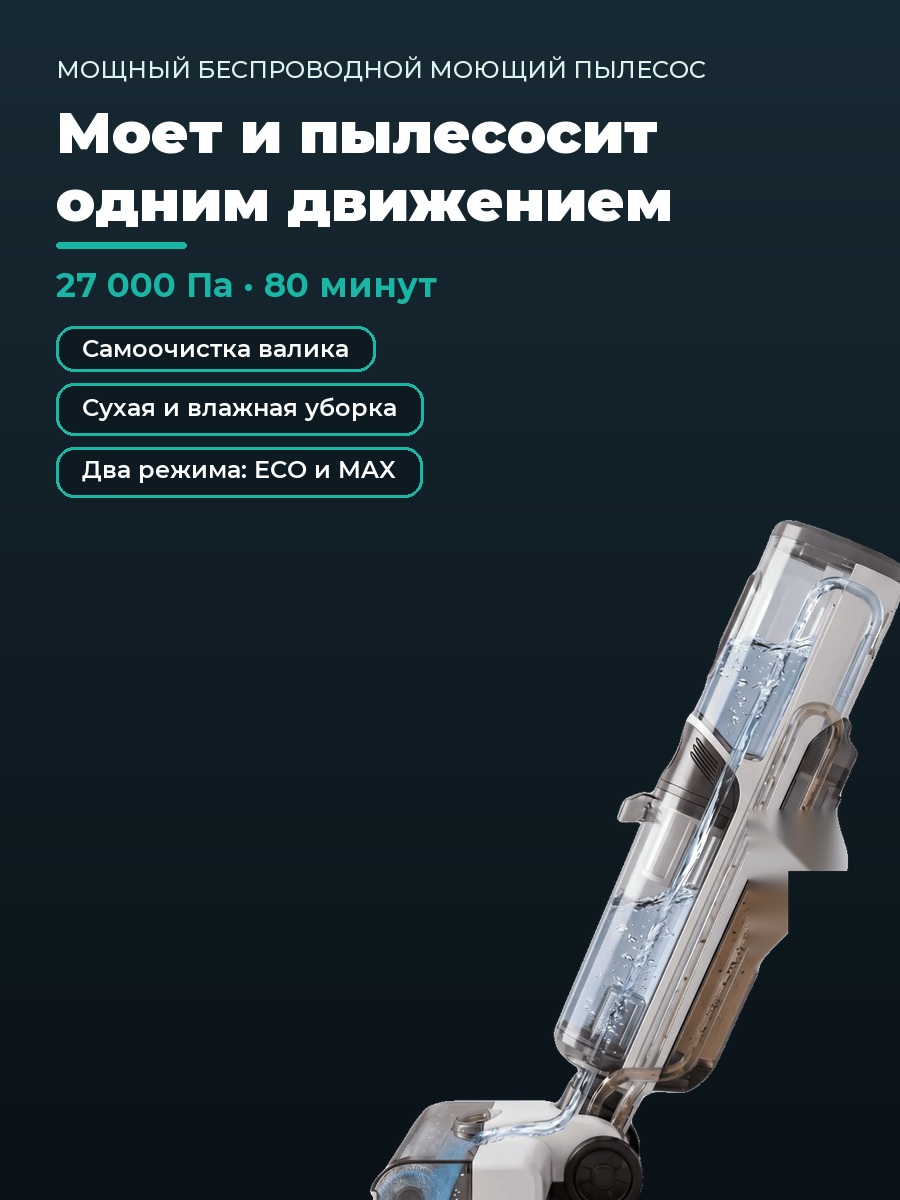 МОЩНЫЙ БЕСПРОВОДНОЙ МОЮЩИЙ ПЫЛЕСОС
Моет и пылесосит
одним движением
27 000 Па · 80 минут
Самоочистка валика
Сухая и влажная уборка
Два режима: ECO и MAX